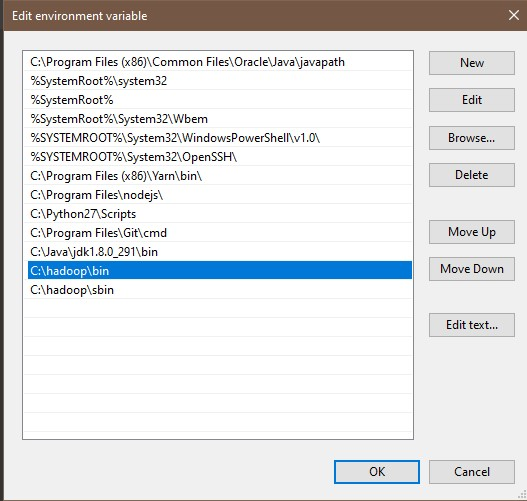 Edit environment variable
C:\Program Files (x86)\Common Files\Oracle\Java\javapath
%SystemRoot%\system32
%SystemRoot%
%SystemRoot%\System32\Wbem
%SYSTEMROOT%\System32\WindowsPowerShell\v1.0\
%SYSTEMROOT%\System32\OpenSSH\
C:\Program Files (x86)\Yarn\bin\
C:\Program Files\nodejs\
C:\Python27\Scripts
C:\Program Files\Git\cmd
C:\Java\jdk1.8.0_291\bin
C:\hadoop\bin
C:\hadoop\sbin
New
Edit
Browse...
Delete
Move Up
Move Down
Edit text...
OK
Cancel